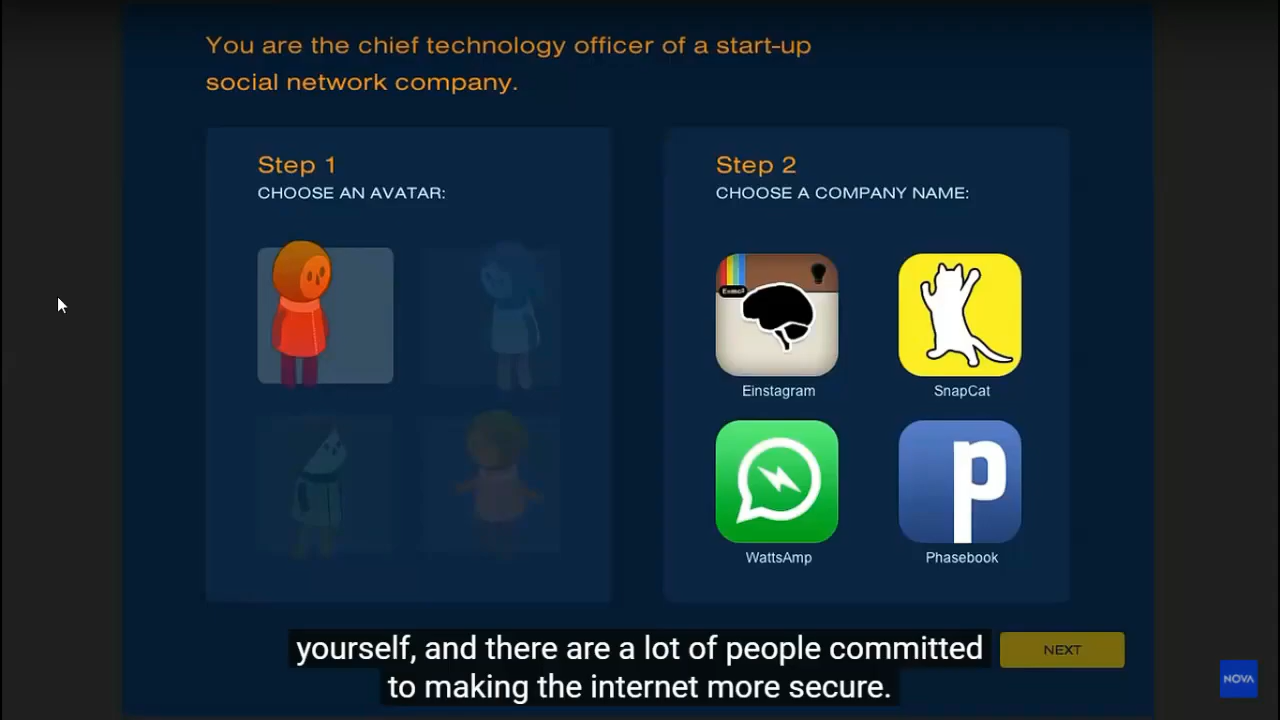 You are the chief technology officer of a start-up
social network company.
Step 1
CHOOSE AN AVATAR:
Step 2
CHOOSE A COMPANY NAME:
Einstagram
SnapCat
p
WattsAmp
Phasebook
yourself, and there are a lot of people committed
to making the internet more secure.
NEXT
NOVA